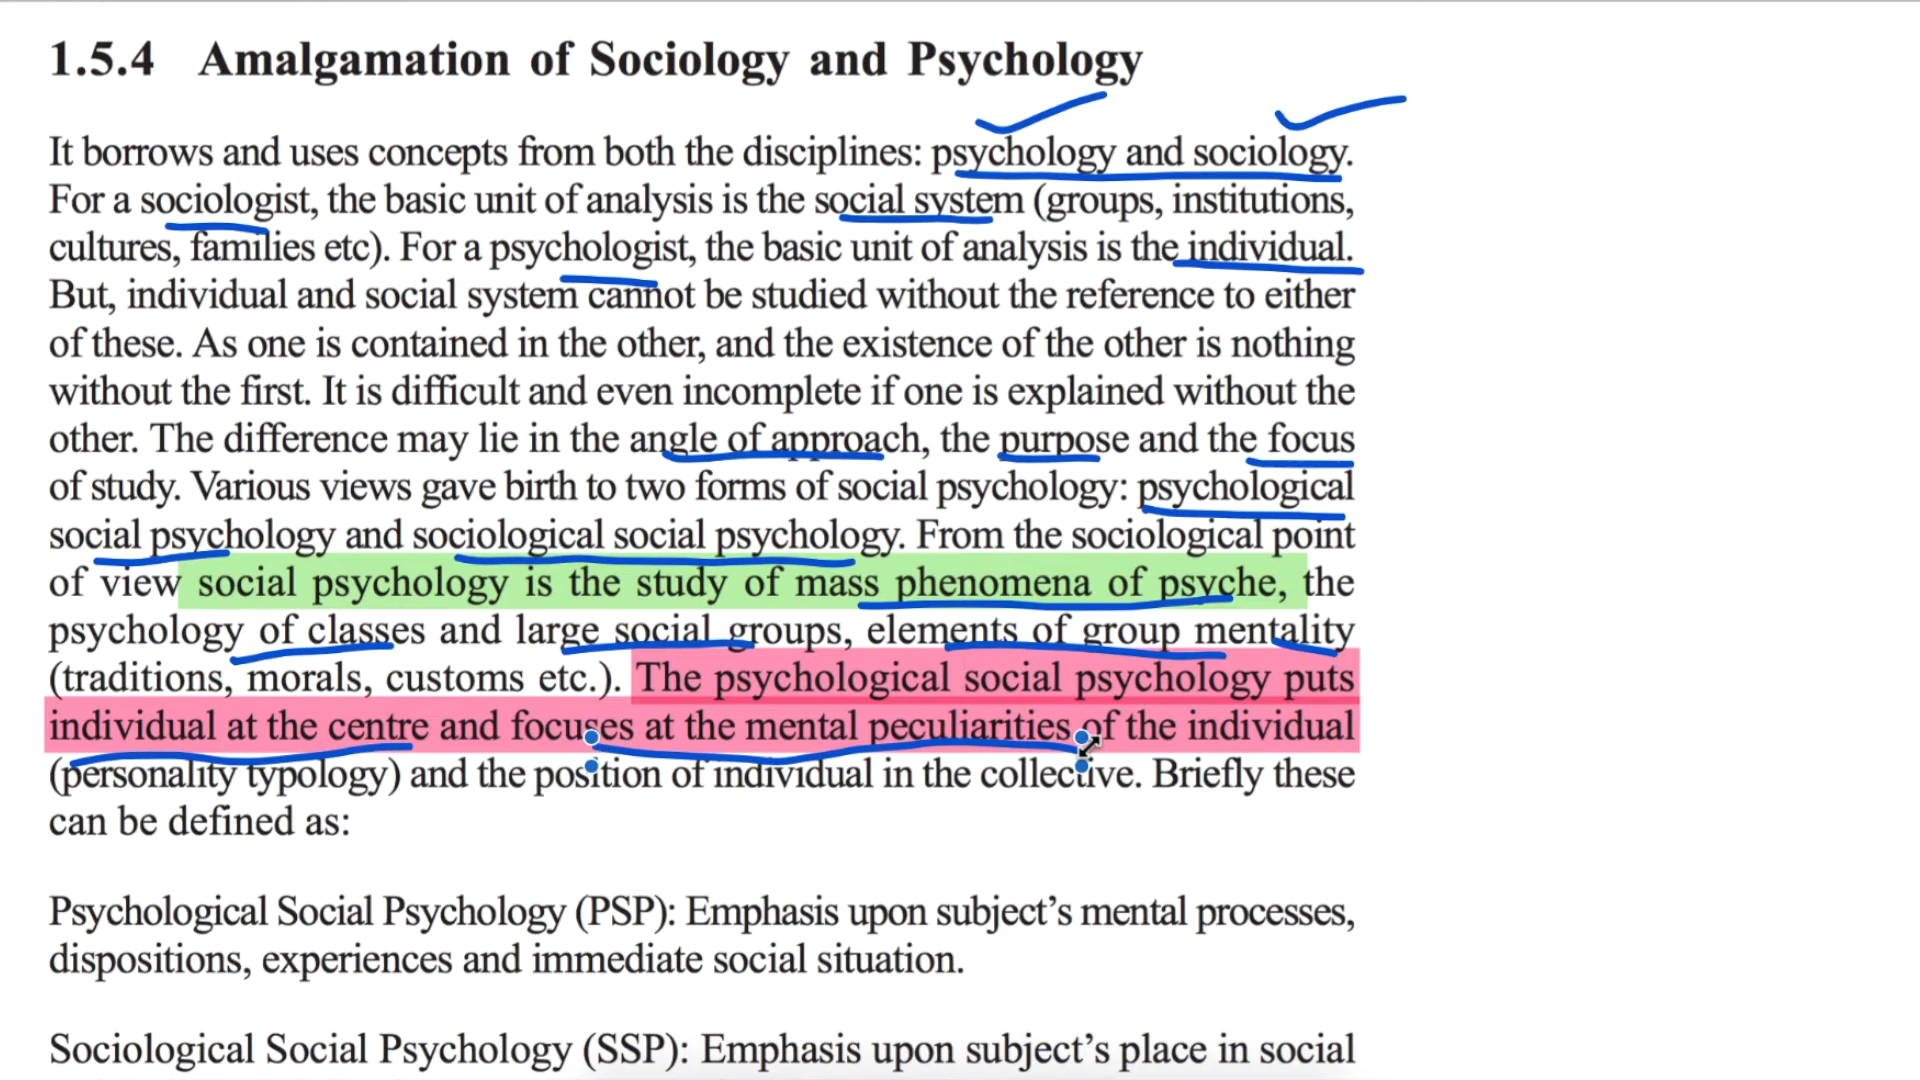 1.5.4 Amalgamation of Sociology and Psychology
It borrows and uses concepts from both the disciplines: psychology and sociology.
For a sociologist, the basic unit of analysis is the social system (groups, institutions,
cultures, families etc). For a psychologist, the basic unit of analysis is the individual.
But, individual and social system cannot be studied without the reference to either
of these. As one is contained in the other, and the existence of the other is nothing
without the first. It is difficult and even incomplete if one is explained without the
other. The difference may lie in the angle of approach, the purpose and the focus
of study. Various views gave birth to two forms of social psychology: psychological
social psychology and sociological social psychology. From the sociological point
of view social psychology is the study of mass phenomena of psyche, the
psychology of classes and large social groups, elements of group mentality
(traditions, morals, customs etc.). The psychological social psychology puts
individual at the centre and focuses at the mental peculiarities of the individual
(personality typology) and the position of individual in the collective. Briefly these
can be defined as:
Psychological Social Psychology (PSP): Emphasis upon subject’s mental processes,
dispositions, experiences and immediate social situation.
Sociological Social Psychology (SSP): Emphasis upon subject’s place in social